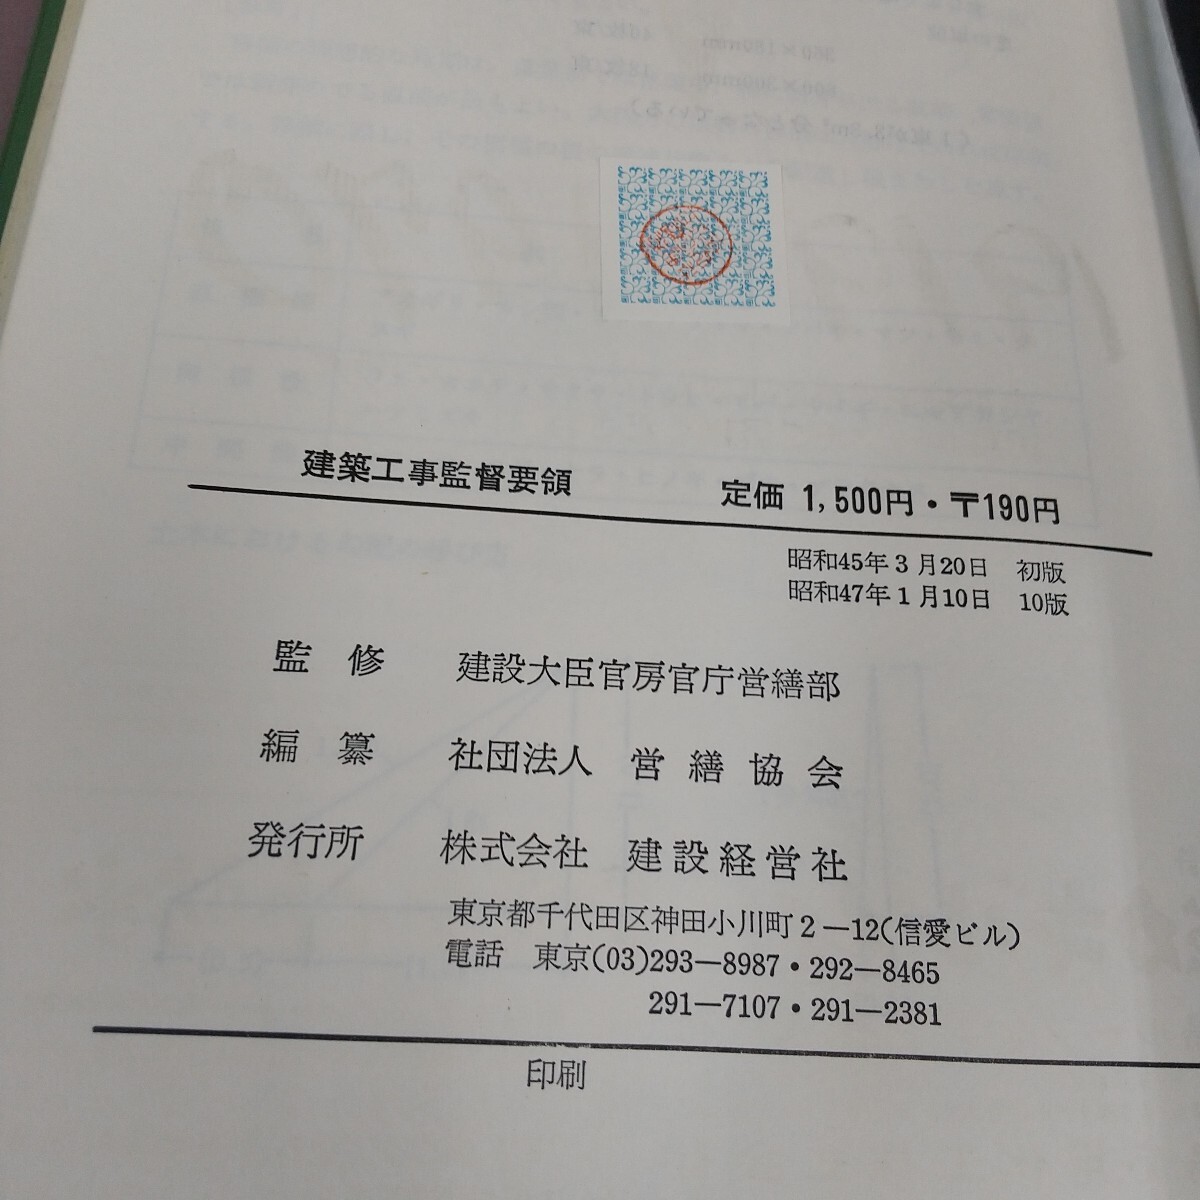 建築工事監督要領 定価 1,500円・〒190円
昭和45年3月20日 初版
昭和47年1月10日 10版
監修 建設大臣官房官庁営繕部
編纂 社団法人 営繕協会
発行所 株式会社 建設経営社
東京都千代田区神田小川町2―12(信愛ビル)
電話 東京(03)293―8987・292―8465
291―7107・291―2381
印刷